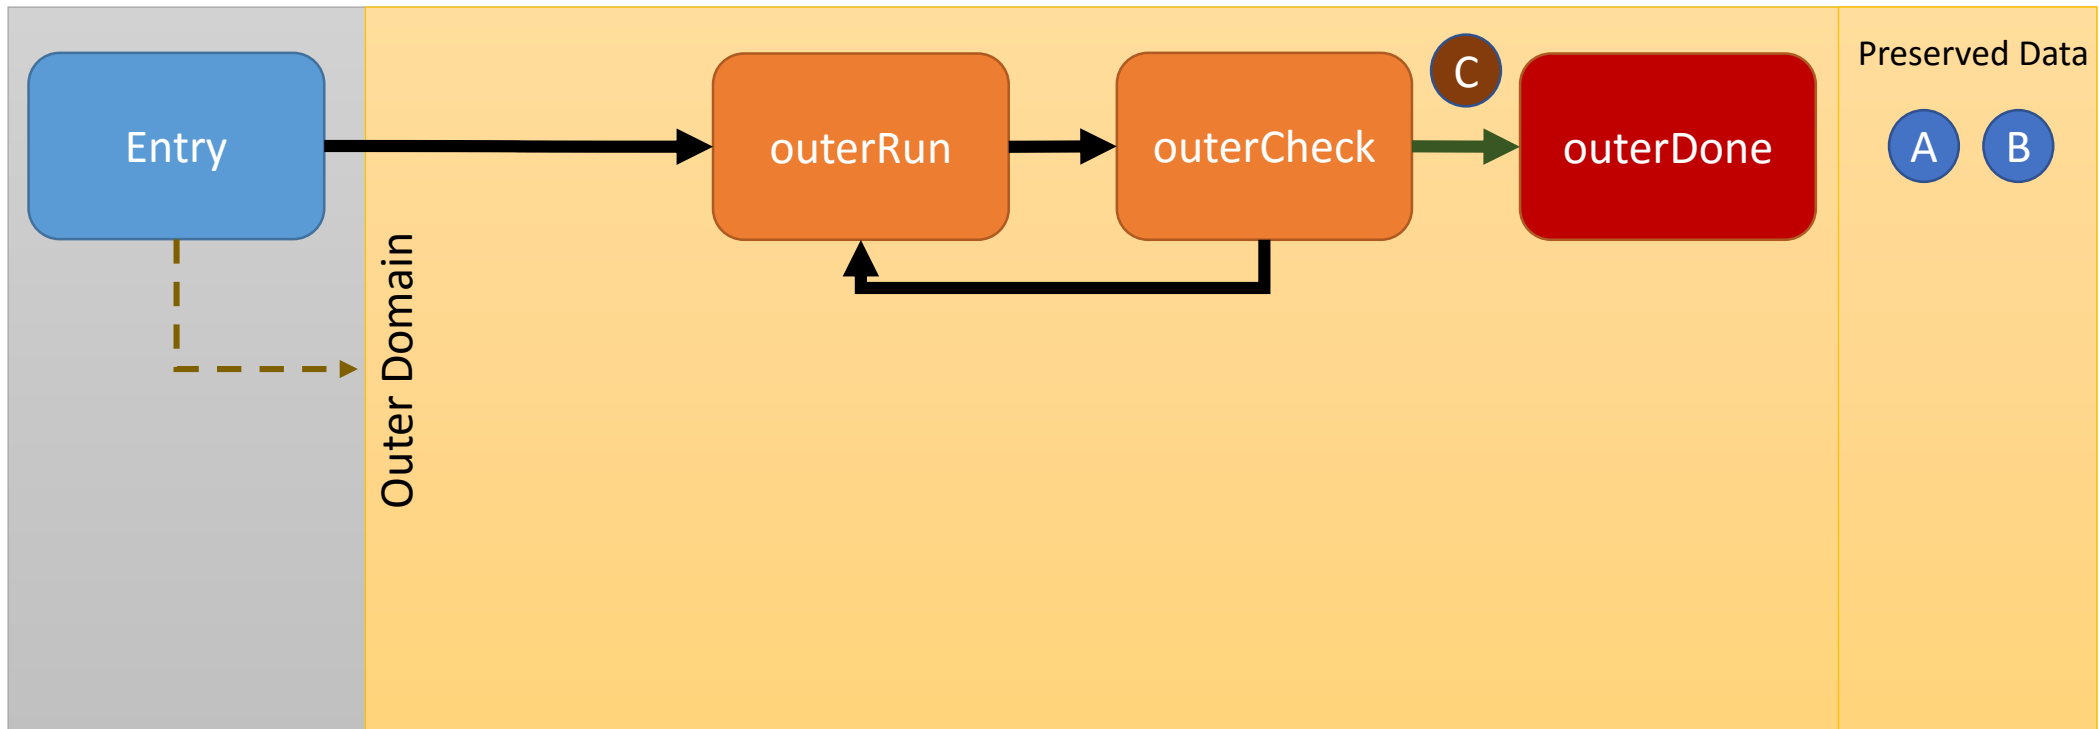 Entry
outerRun
outerCheck
C
outerDone
Preserved Data
A
B
Outer Domain